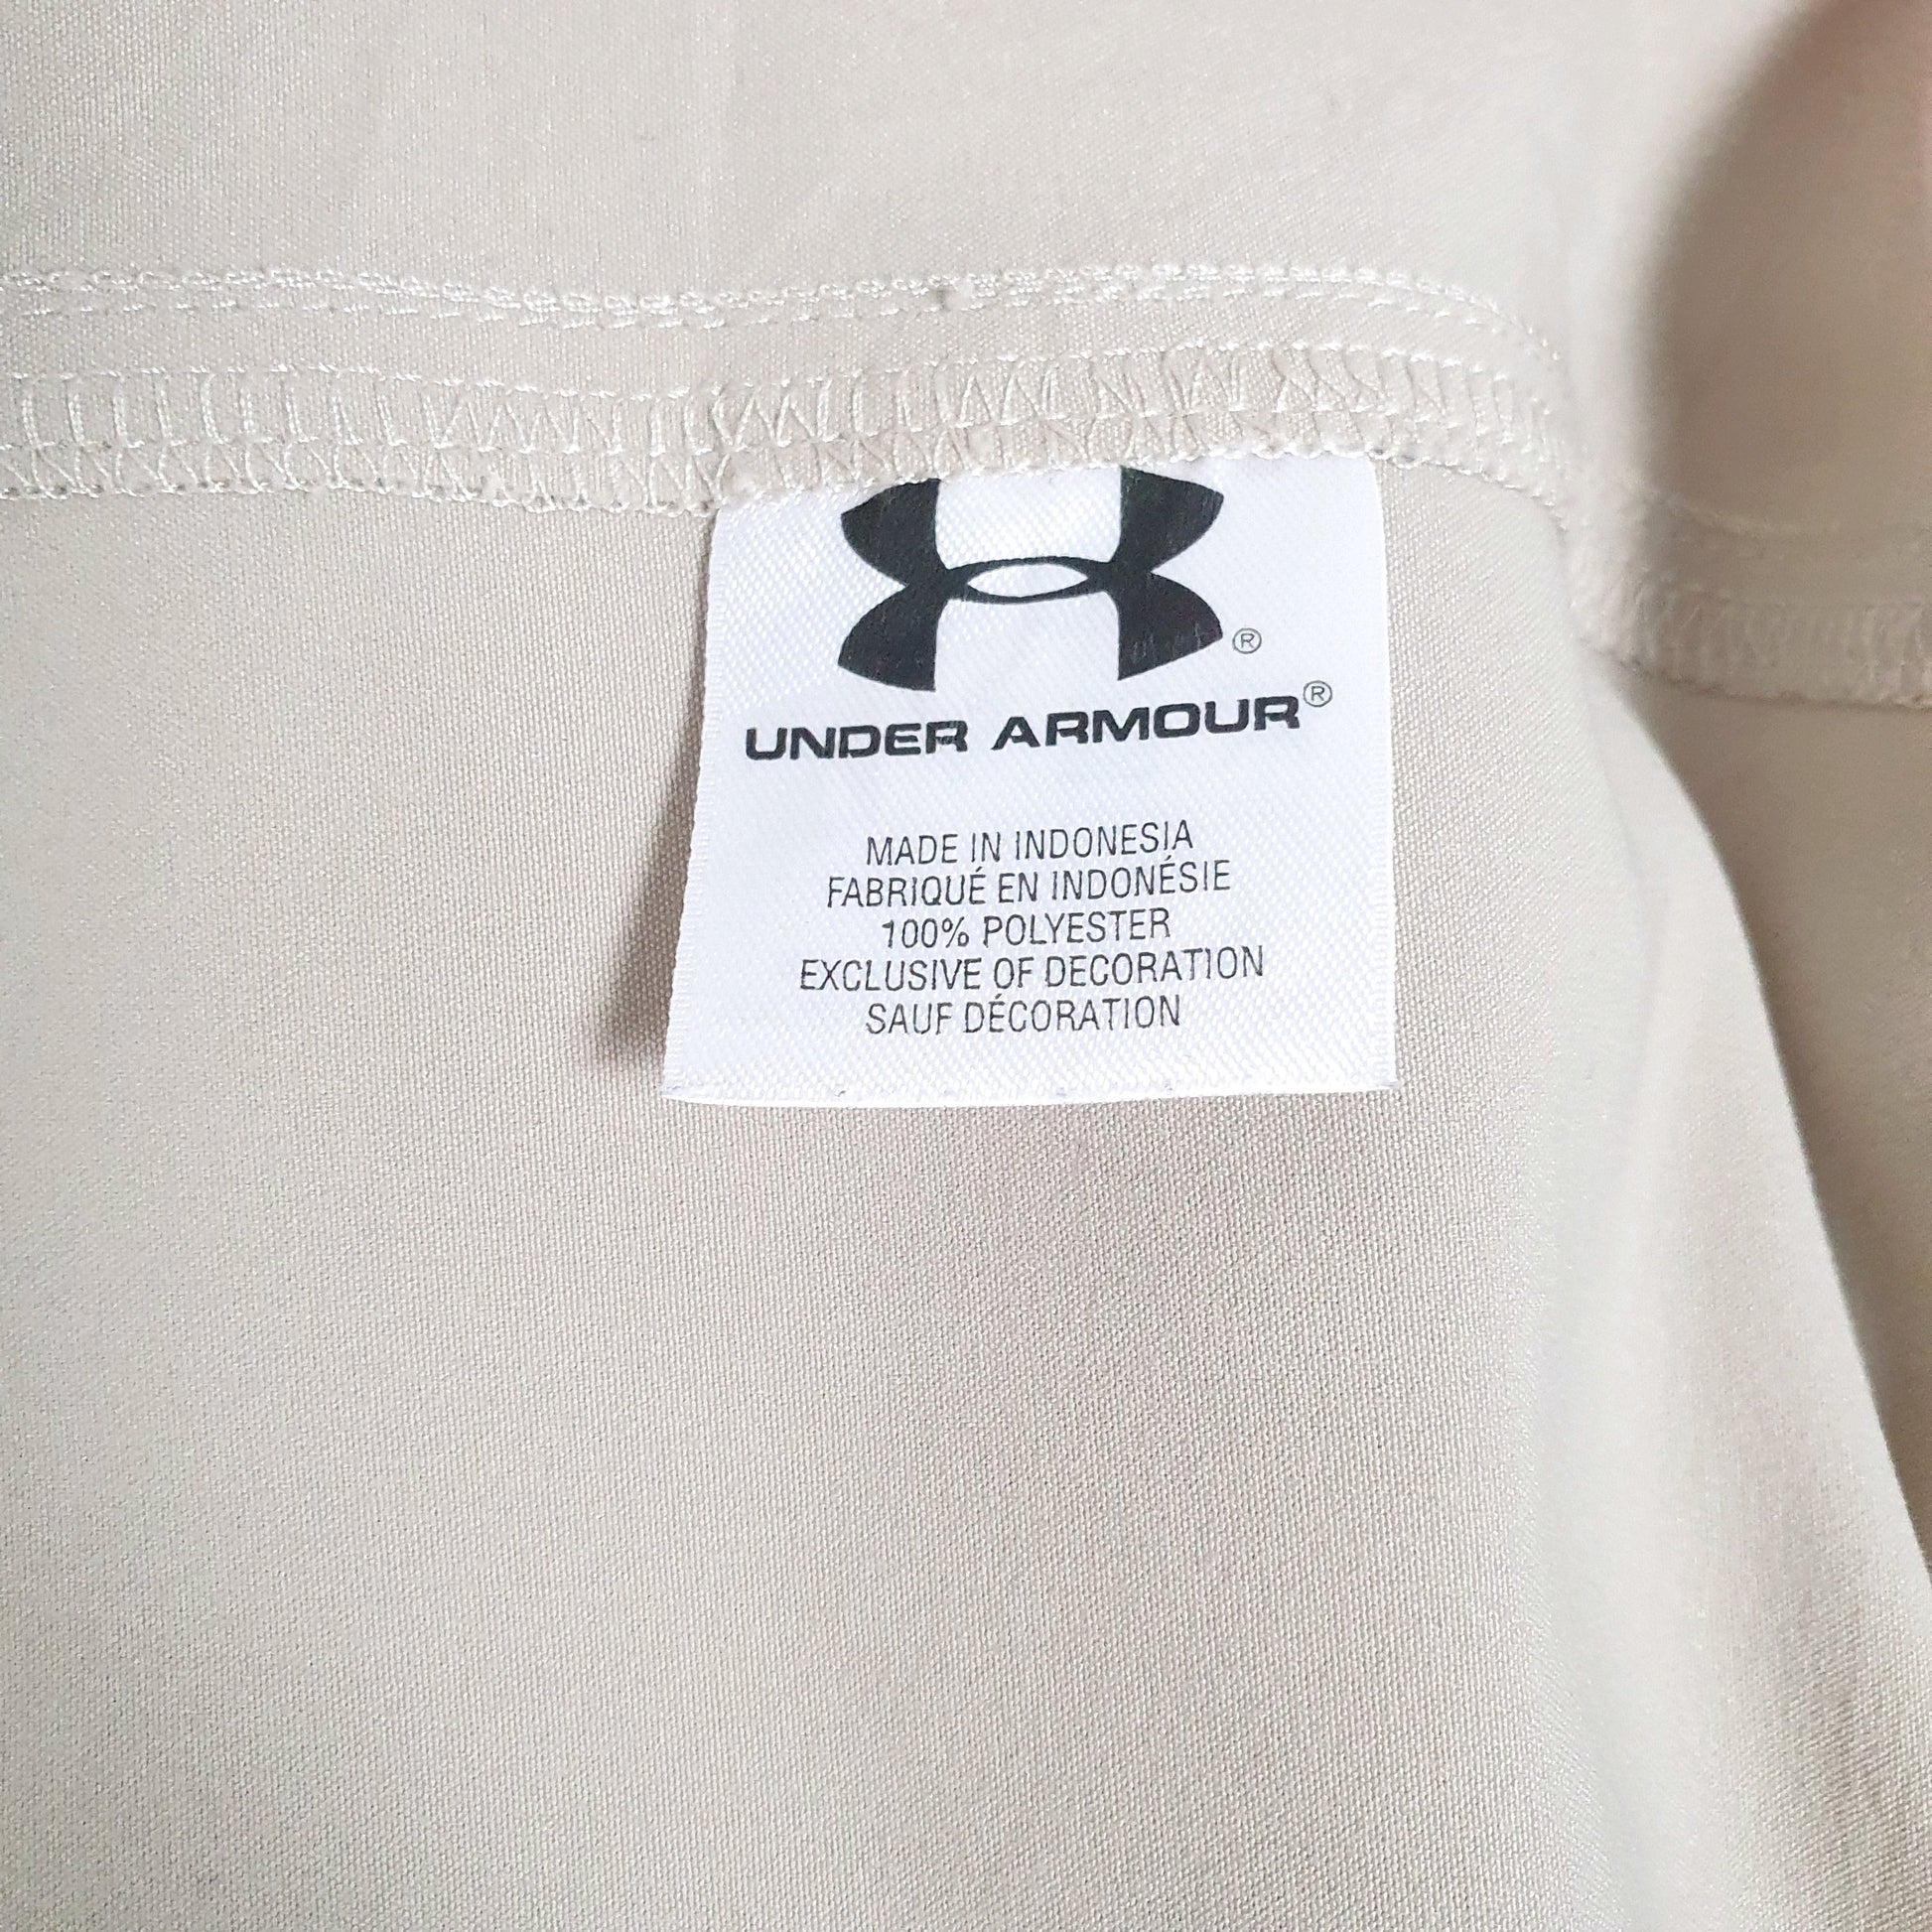 ®
UNDER ARMOUR®
MADE IN INDONESIA
FABRIQUÉ EN INDONÉSIE
100% POLYESTER
EXCLUSIVE OF DECORATION
SAUF DÉCORATION